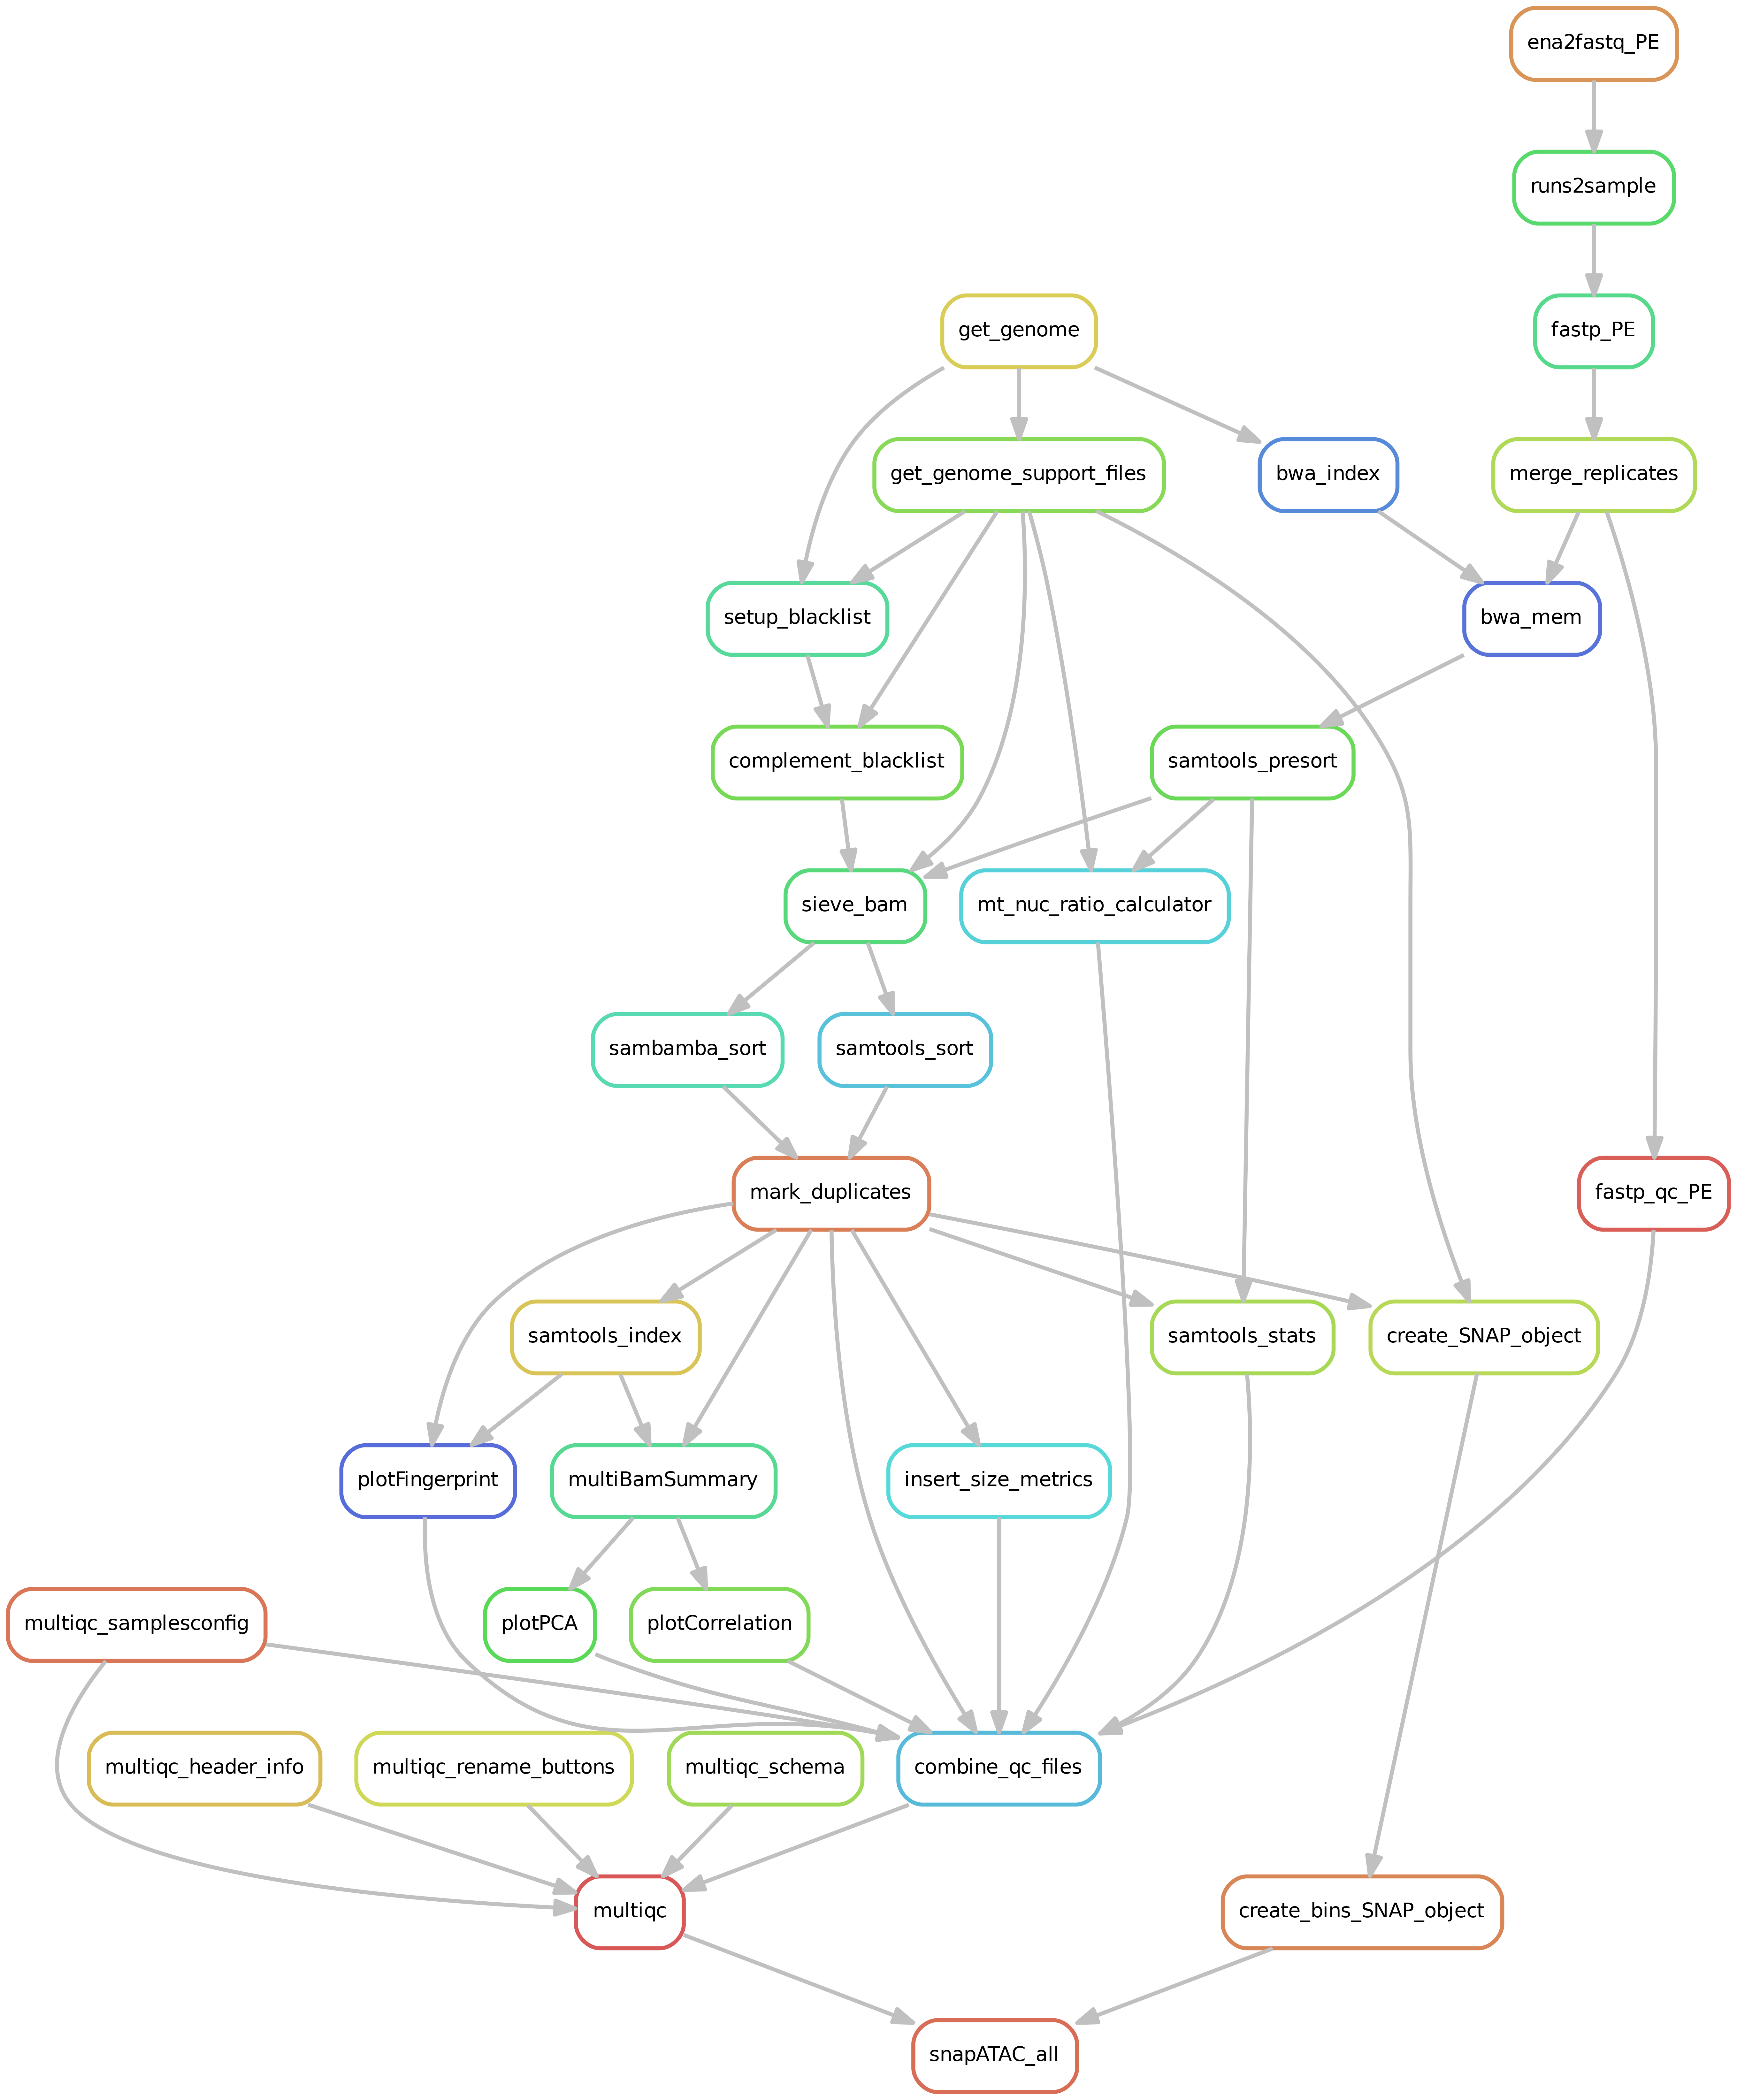 ena2fastq_PE
runs2sample
get_genome
fastp_PE
get_genome_support_files
bwa_index
merge_replicates
setup_blacklist
bwa_mem
complement_blacklist
samtools_presort
sieve_bam
mt_nuc_ratio_calculator
sambamba_sort
samtools_sort
mark_duplicates
fastp_qc_PE
samtools_index
samtools_stats
create_SNAP_object
plotFingerprint
multiBamSummary
insert_size_metrics
multiqc_samplesconfig
plotPCA
plotCorrelation
multiqc_header_info
multiqc_rename_buttons
multiqc_schema
combine_qc_files
multiqc
create_bins_SNAP_object
snapATAC_all